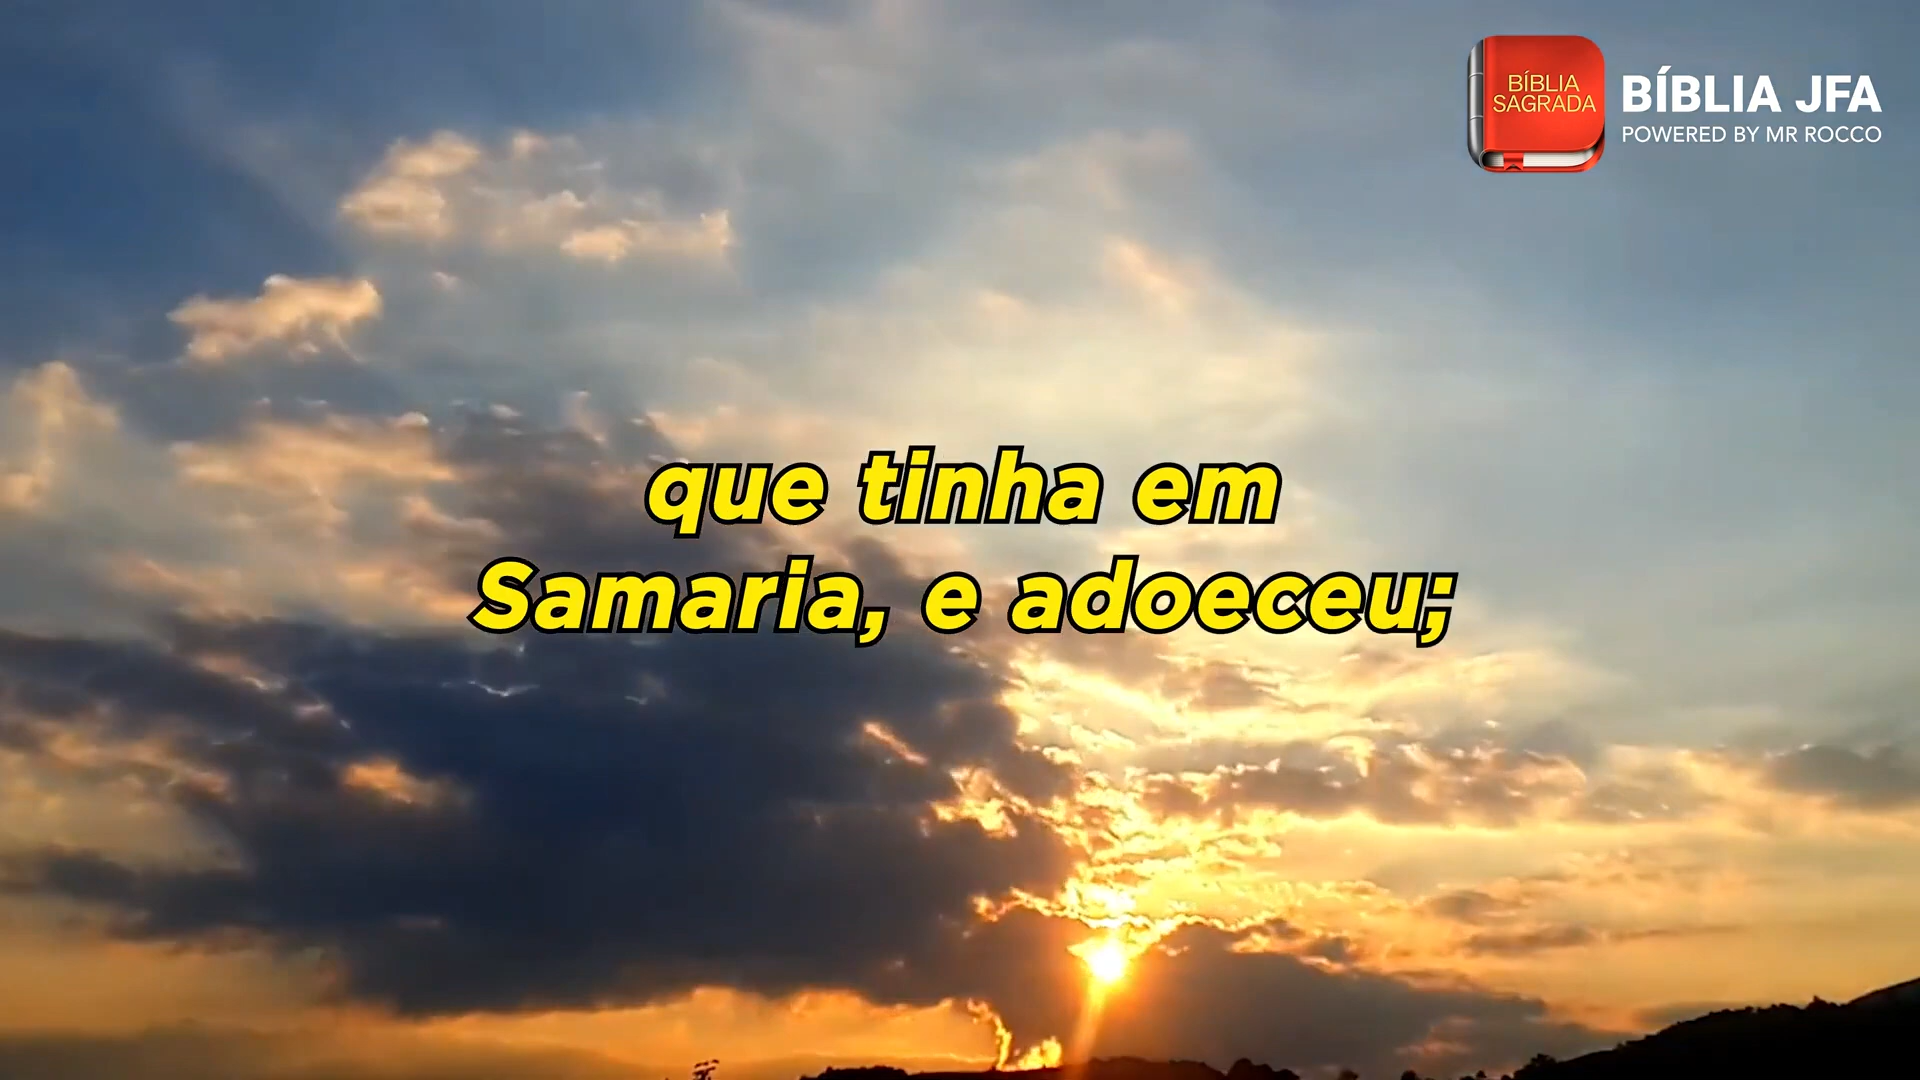 BÍBLIA
SAGRADA
BÍBLIA JFA
POWERED BY MR ROCCO
que tinha em
Samaria, e adoeceu;